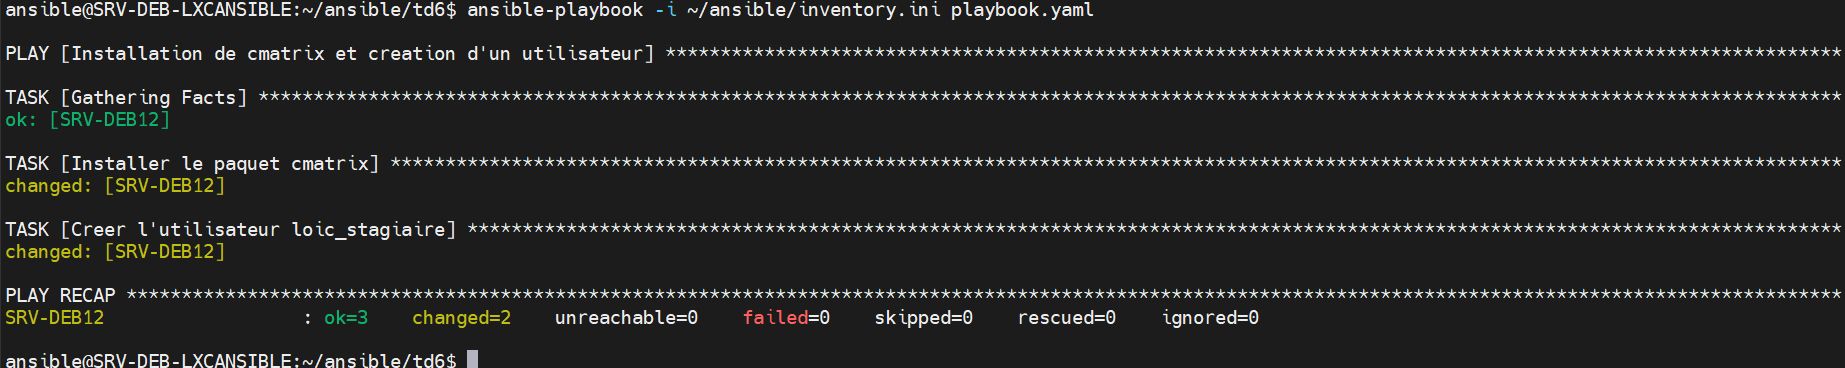 ansible@SRV-DEB-LXCANSIBLE:~/ansible/td6$ ansible-playbook -i ~/ansible/inventory.ini playbook.yaml
PLAY [Installation de cmatrix et creation d'un utilisateur] ***********************************************************************************************************
TASK [Gathering Facts] ************************************************************************************************************************************************
ok: [SRV-DEB12]
TASK [Installer le paquet cmatrix] ************************************************************************************************************************************
changed: [SRV-DEB12]
TASK [Creer l'utilisateur loic_stagiaire] *****************************************************************************************************************************
changed: [SRV-DEB12]
PLAY RECAP ************************************************************************************************************************************************************
SRV-DEB12                  : ok=3    changed=2    unreachable=0    failed=0    skipped=0    rescued=0    ignored=0
ansible@SRV-DEB-LXCANSIBLE:~/ansible/td6$